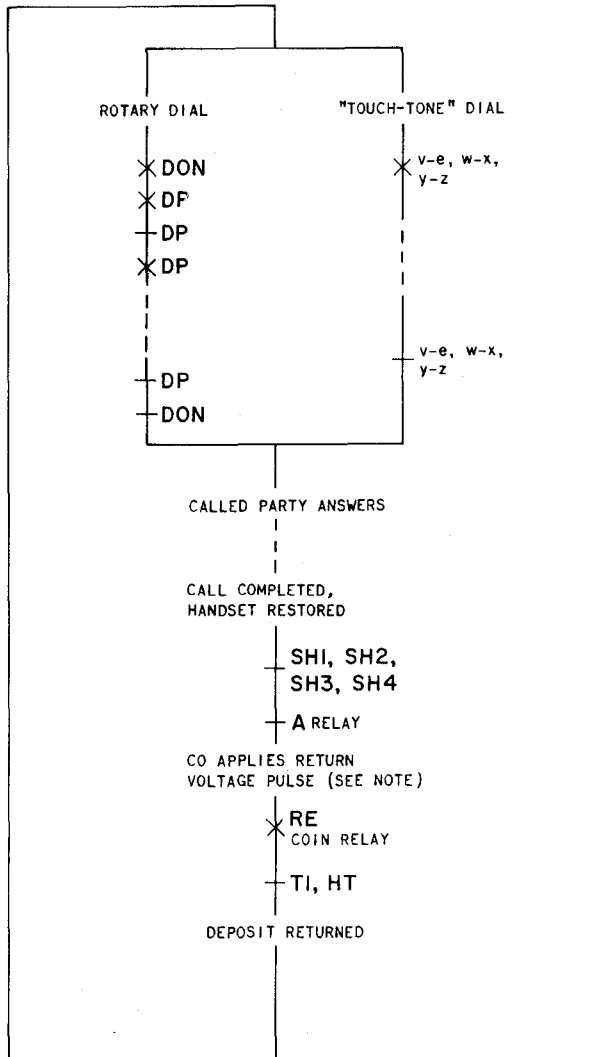 ROTARY DIAL
"TOUCH-TONE" DIAL
DON
DP
DP
DP
DP
DON
v-e, w-x,
y-z
v-e, w-x,
y-z
CALLED PARTY ANSWERS
CALL COMPLETED,
HANDSET RESTORED
SH1, SH2,
SH3, SH4
A RELAY
CO APPLIES RETURN
VOLTAGE PULSE (SEE NOTE)
RE
COIN RELAY
T1, HT
DEPOSIT RETURNED